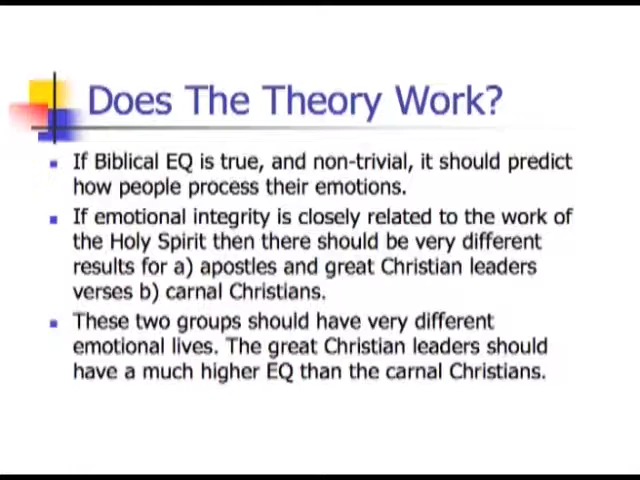 Does The Theory Work?
If Biblical EQ is true, and non-trivial, it should predict
how people process their emotions.
If emotional integrity is closely related to the work of
the Holy Spirit then there should be very different
results for a) apostles and great Christian leaders
verses b) carnal Christians.
These two groups should have very different
emotional lives. The great Christian leaders should
have a much higher EQ than the carnal Christians.